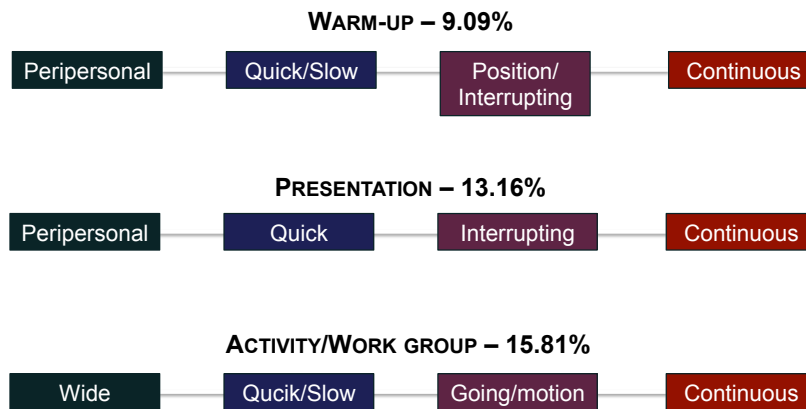 WARM-UP – 9.09%
Peripersonal Quick/Slow Position/ Continuous
Interrupting
PRESENTATION – 13.16%
Peripersonal Quick Interrupting Continuous
ACTIVITY/WORK GROUP – 15.81%
Wide Qucik/Slow Going/motion Continuous